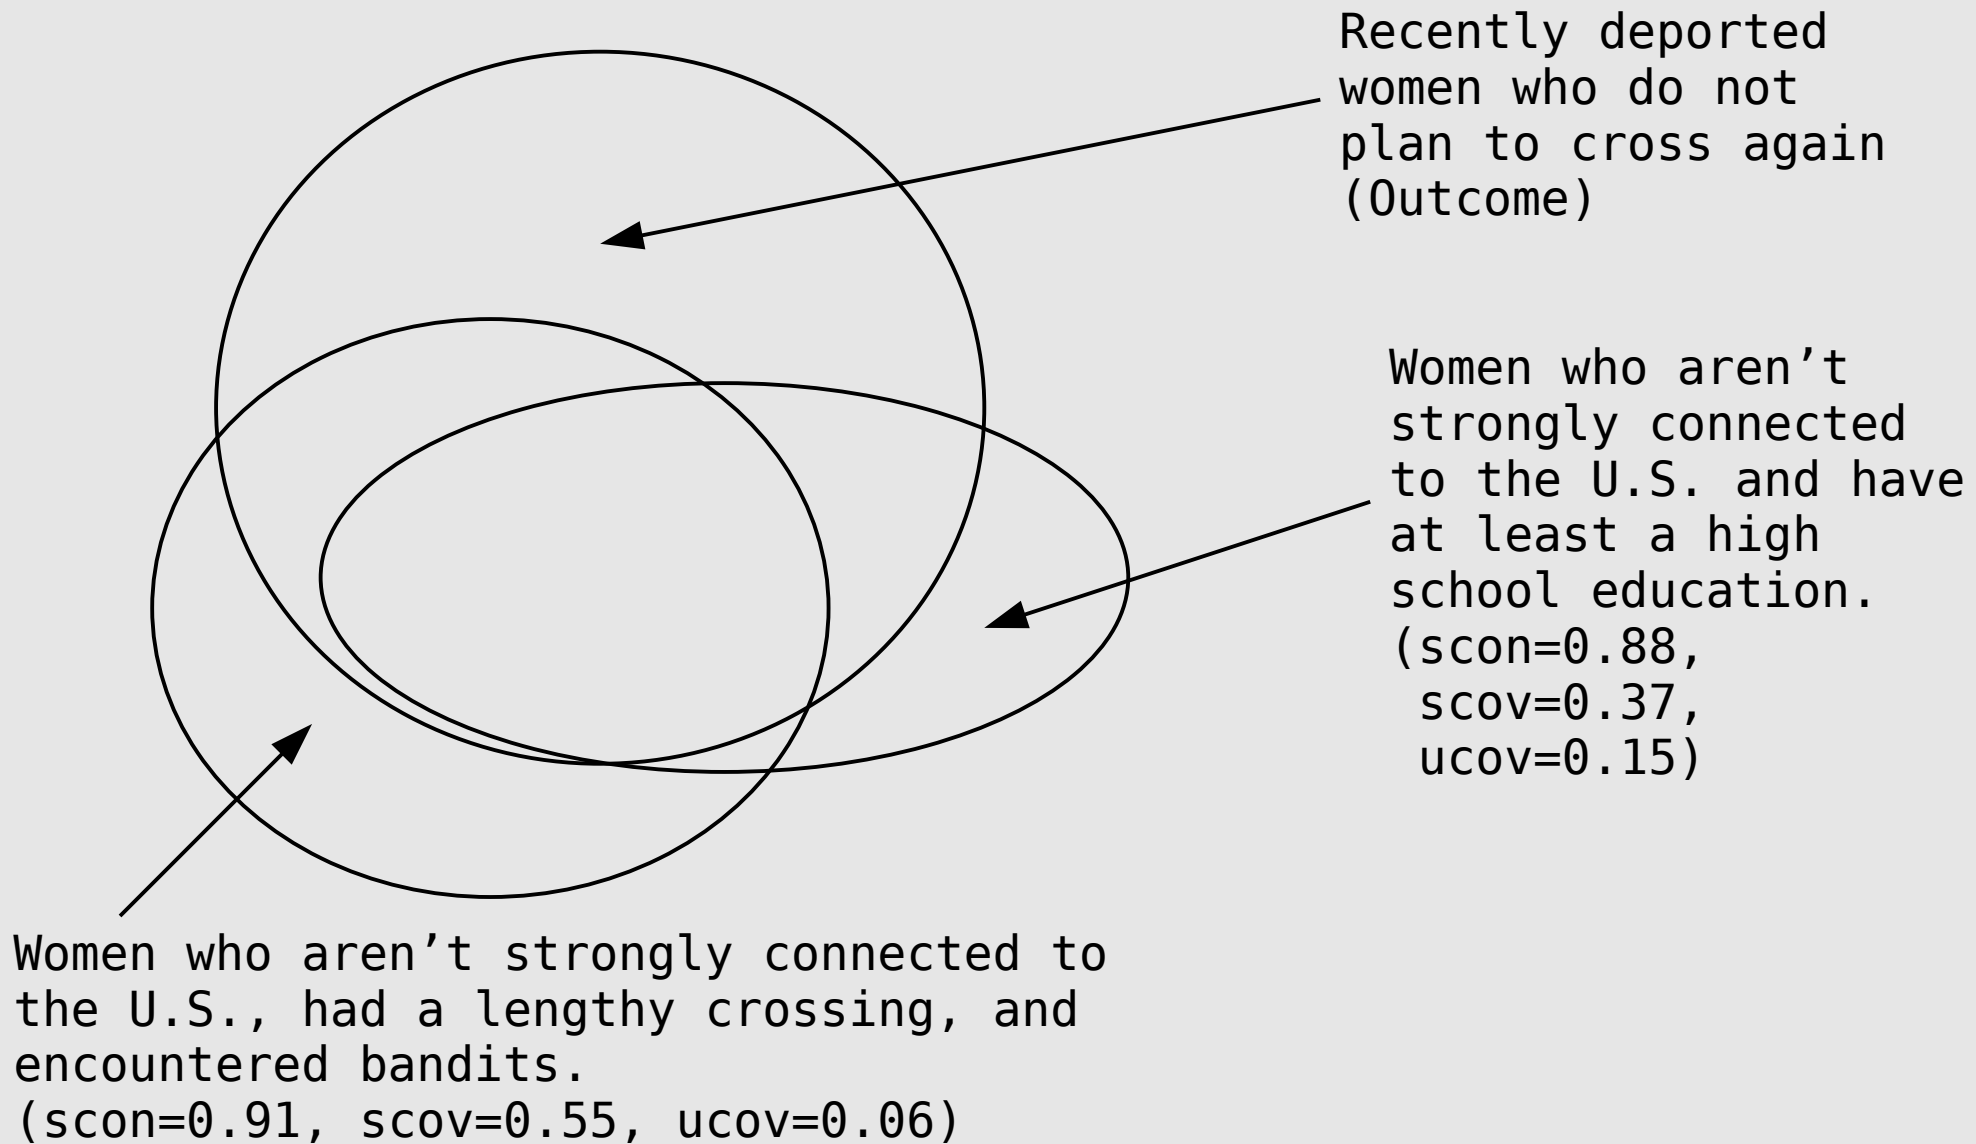 Recently deported
women who do not
plan to cross again
(Outcome)
Women who aren’t
strongly connected
to the U.S. and have
at least a high
school education.
(scon=0.88,
scov=0.37,
ucov=0.15)
Women who aren’t strongly connected to
the U.S., had a lengthy crossing, and
encountered bandits.
(scon=0.91, scov=0.55, ucov=0.06)